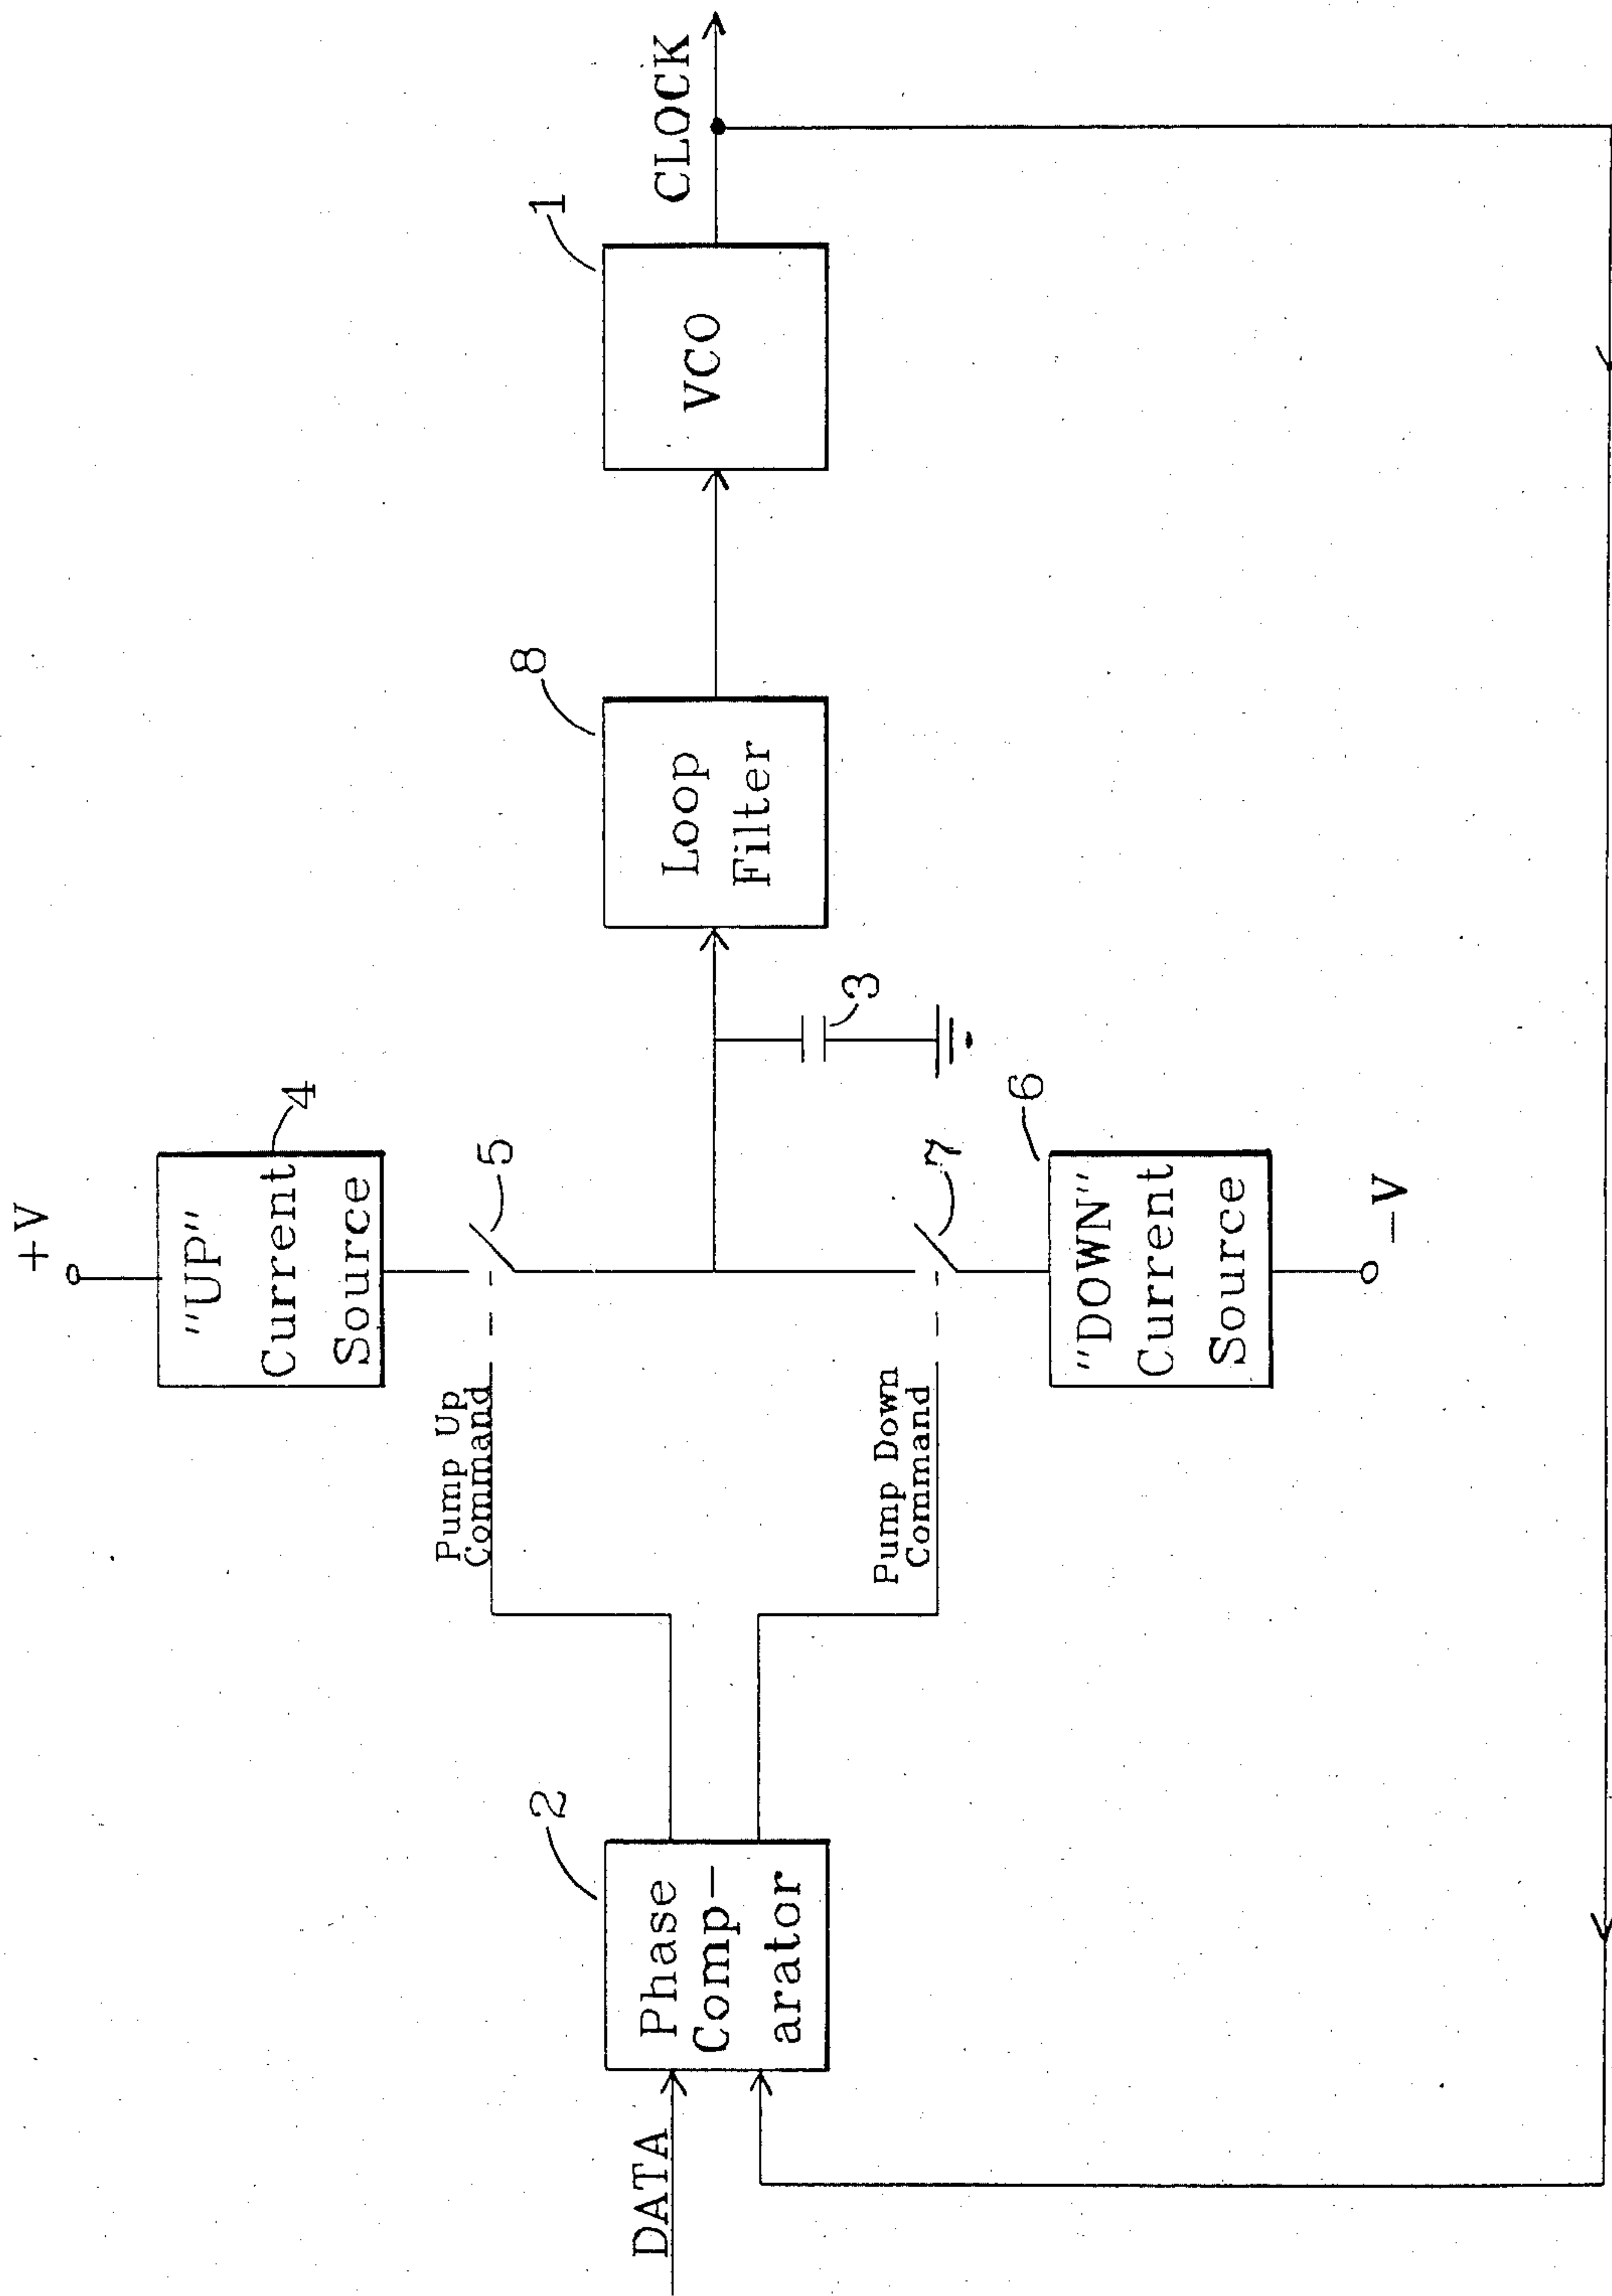 +V
"UP"
Current
Source
4
Pump Up
Command
5
2
Phase
Comp-
arator
DATA
8
Loop
Filter
1
VCO
CLOCK
3
Pump Down
Command
7
6
"DOWN"
Current
Source
-V